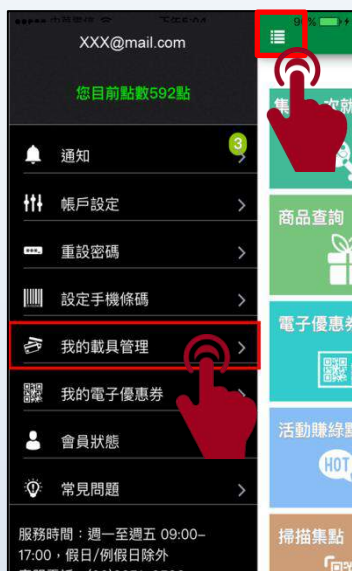 XXX@mail.com
您目前點數592點
通知
3
帳戶設定
重設密碼
設定手機條碼
我的載具管理
我的電子優惠券
會員狀態
常見問題
服務時間：週一至週五 09:00–
17:00，假日/例假日除外
商品查詢
電子優惠券
活動賺綠點
HOT
掃描集點